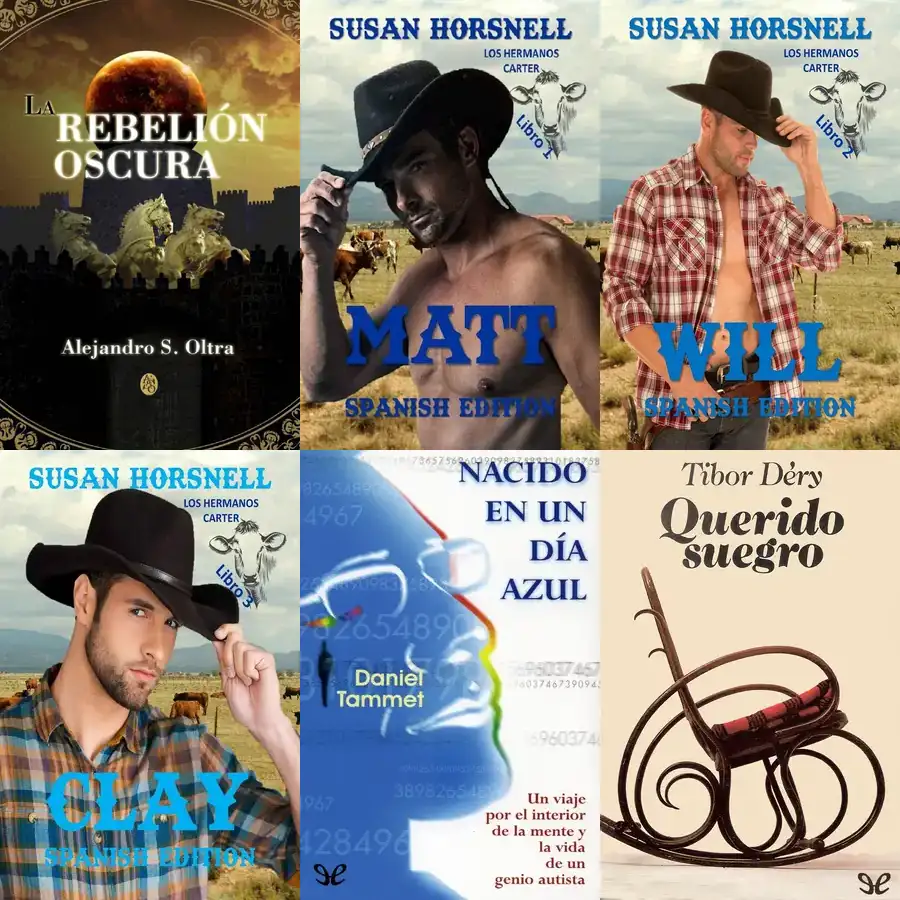 LA
REBELIÓN
OSCURA
Alejandro S. Oltra
SUSAN HORSNELL
LOS HERMANOS
CARTER
Libro 1
MATT
SPANISH EDITION
SUSAN HORSNELL
LOS HERMANOS
CARTER
Libro 2
WILL
SPANISH EDITION
SUSAN HORSNELL
LOS HERMANOS
CARTER
Libro 3
CLAY
SPANISH EDITION
NACIDO
EN UN
DÍA
AZUL
Daniel
Tammet
Un viaje
por el interior
de la mente y
la vida
de un
genio autista
Tibor Déry
Querido
suegro